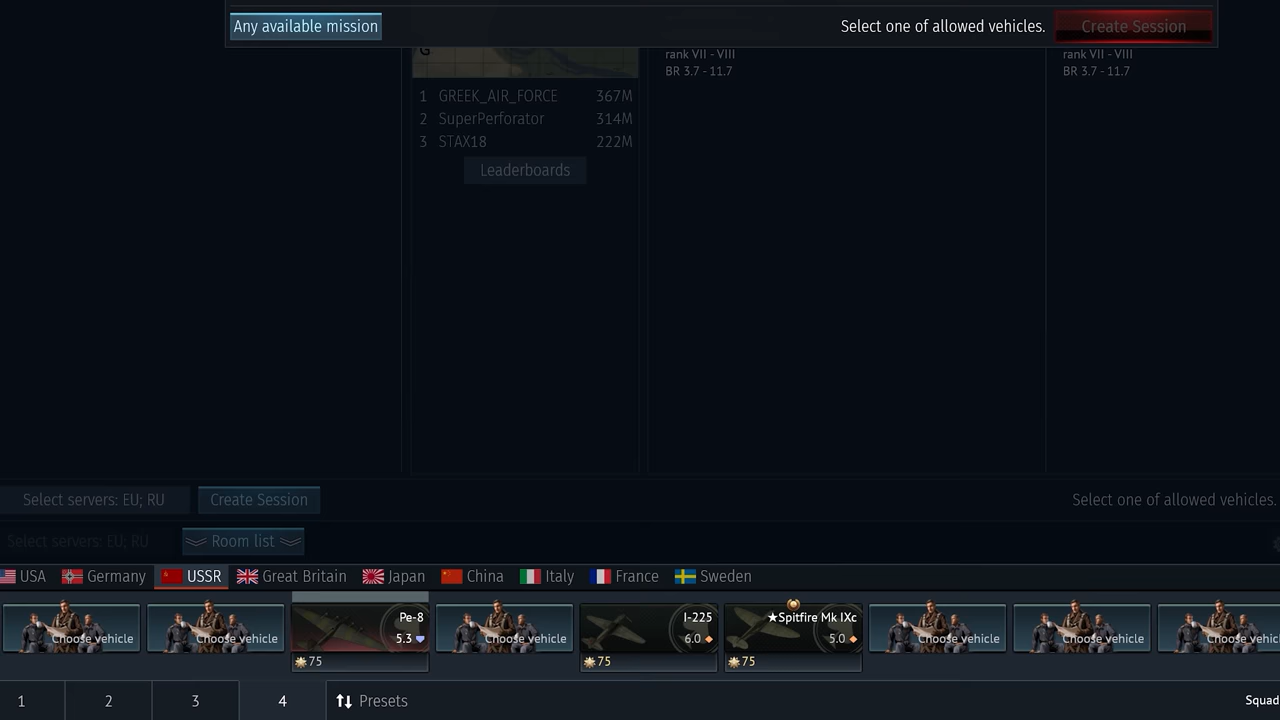 Any available mission
Select one of allowed vehicles.
Create Session
G
rank VII - VIII
BR 3.7 - 11.7
rank VII - VIII
BR 3.7 - 11.7
1 GREEK_AIR_FORCE 367M
2 SuperPerforator 314M
3 STAX18 222M
Leaderboards
Select servers: EU; RU
Create Session
Select one of allowed vehicles.
Select servers: EU; RU
Room list
USA Germany USSR Great Britain Japan China Italy France Sweden
Choose vehicle
Choose vehicle
Pe-8
5.3
75
Choose vehicle
I-225
6.0
75
★Spitfire Mk IXc
5.0
75
Choose vehicle
Choose vehicle
Choose vehic
1 2 3 4 Presets
Squad